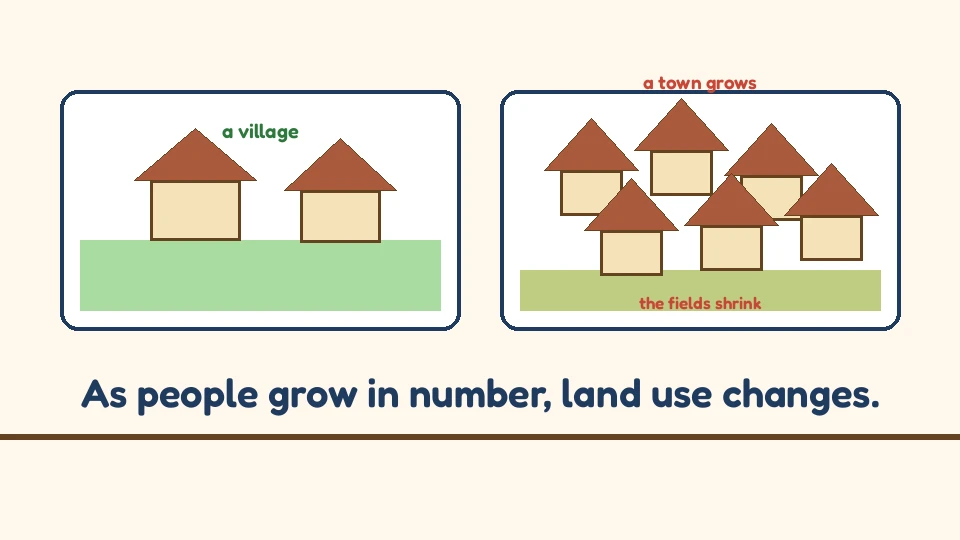 a village
a town grows
the fields shrink
As people grow in number, land use changes.